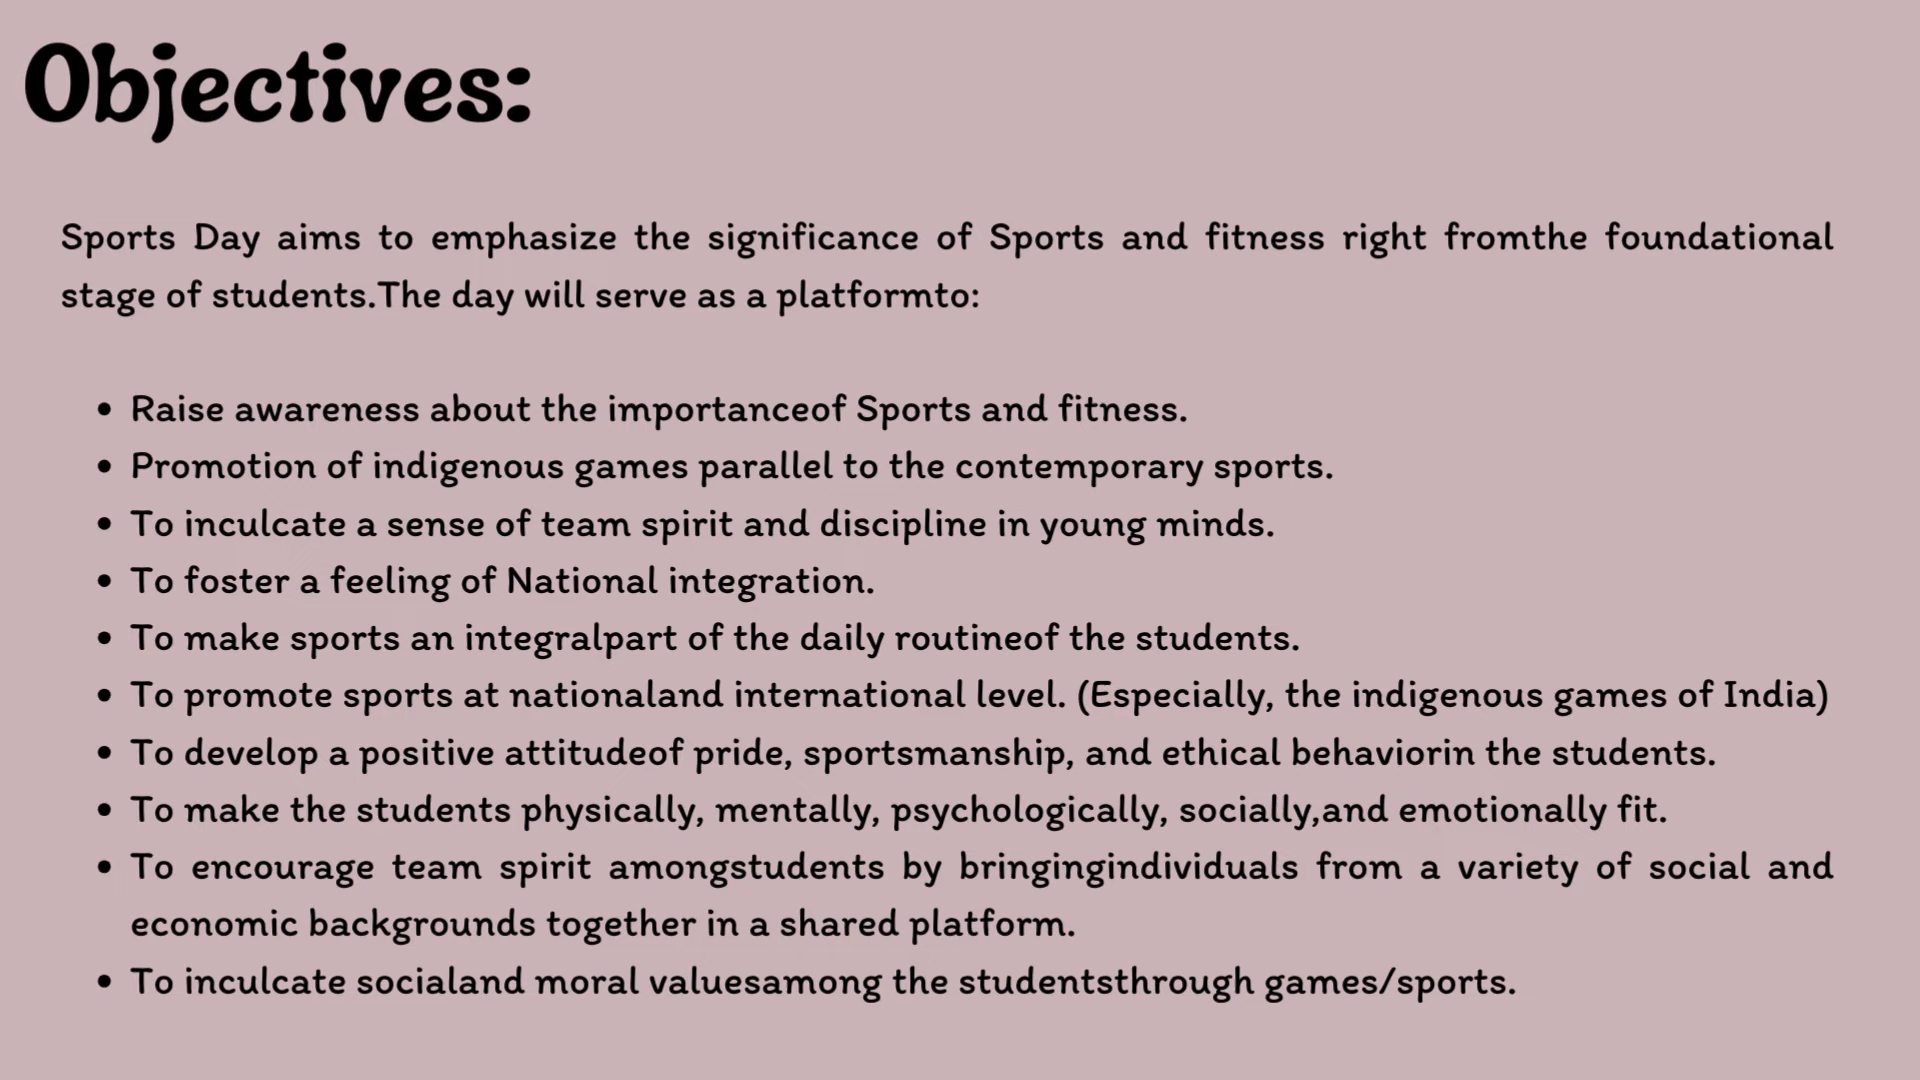 Objectives:
Sports Day aims to emphasize the significance of Sports and fitness right fromthe foundational
stage of students.The day will serve as a platformto:
• Raise awareness about the importanceof Sports and fitness.
• Promotion of indigenous games parallel to the contemporary sports.
• To inculcate a sense of team spirit and discipline in young minds.
• To foster a feeling of National integration.
• To make sports an integralpart of the daily routineof the students.
• To promote sports at nationaland international level. (Especially, the indigenous games of India)
• To develop a positive attitudeof pride, sportsmanship, and ethical behaviorin the students.
• To make the students physically, mentally, psychologically, socially,and emotionally fit.
• To encourage team spirit amongstudents by bringingindividuals from a variety of social and
economic backgrounds together in a shared platform.
• To inculcate socialand moral valuesamong the studentsthrough games/sports.